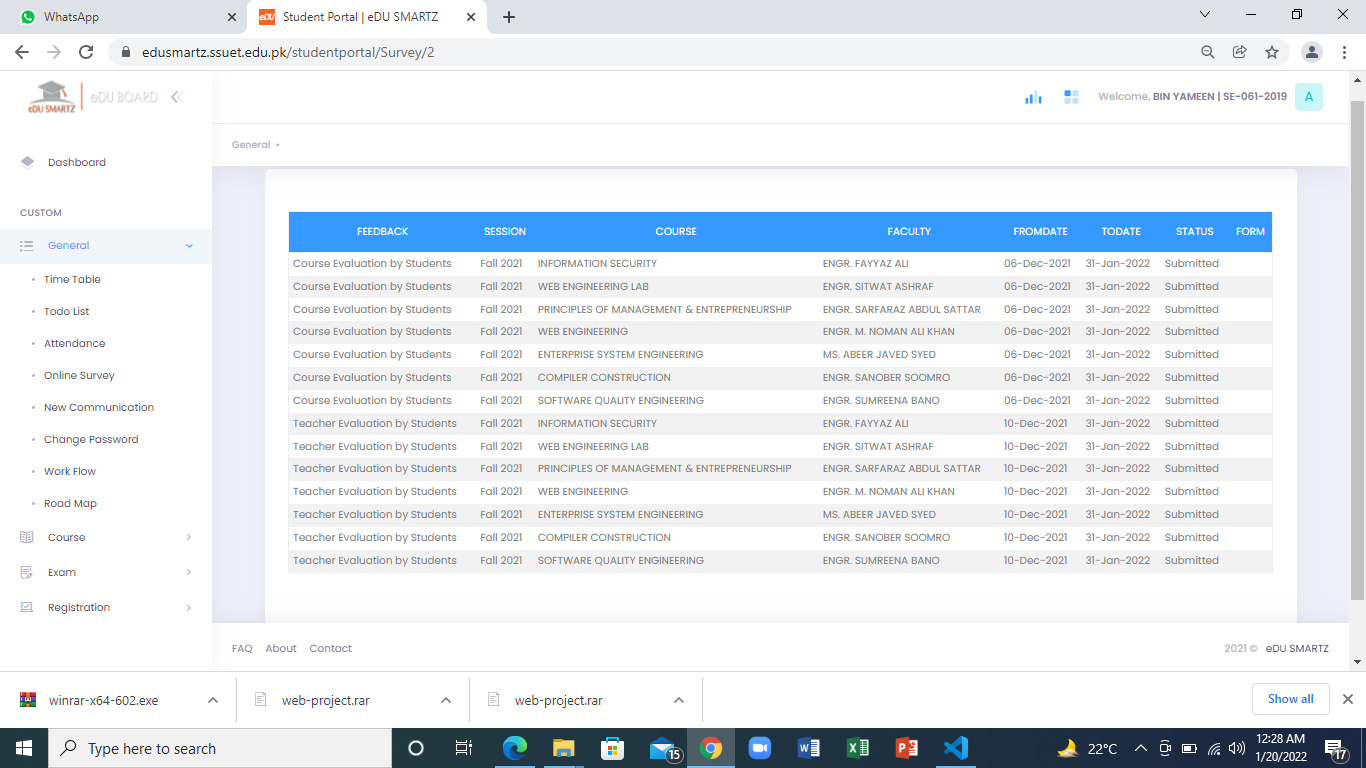 WhatsApp
eDU Student Portal | eDU SMARTZ
edusmartz.ssuet.edu.pk/studentportal/Survey/2
eDU SMARTZ eDU BOARD
Welcome, BIN YAMEEN | SE-061-2019 A
General •
Dashboard
CUSTOM
General
Time Table
Todo List
Attendance
Online Survey
New Communication
Change Password
Work Flow
Road Map
Course
Exam
Registration
FEEDBACK SESSION COURSE FACULTY FROMDATE TODATE STATUS FORM
Course Evaluation by Students Fall 2021 INFORMATION SECURITY ENGR. FAYYAZ ALI 06-Dec-2021 31-Jan-2022 Submitted
Course Evaluation by Students Fall 2021 WEB ENGINEERING LAB ENGR. SITWAT ASHRAF 06-Dec-2021 31-Jan-2022 Submitted
Course Evaluation by Students Fall 2021 PRINCIPLES OF MANAGEMENT & ENTREPRENEURSHIP ENGR. SARFARAZ ABDUL SATTAR 06-Dec-2021 31-Jan-2022 Submitted
Course Evaluation by Students Fall 2021 WEB ENGINEERING ENGR. M. NOMAN ALI KHAN 06-Dec-2021 31-Jan-2022 Submitted
Course Evaluation by Students Fall 2021 ENTERPRISE SYSTEM ENGINEERING MS. ABEER JAVED SYED 06-Dec-2021 31-Jan-2022 Submitted
Course Evaluation by Students Fall 2021 COMPILER CONSTRUCTION ENGR. SANOBER SOOMRO 06-Dec-2021 31-Jan-2022 Submitted
Course Evaluation by Students Fall 2021 SOFTWARE QUALITY ENGINEERING ENGR. SUMREENA BANO 06-Dec-2021 31-Jan-2022 Submitted
Teacher Evaluation by Students Fall 2021 INFORMATION SECURITY ENGR. FAYYAZ ALI 10-Dec-2021 31-Jan-2022 Submitted
Teacher Evaluation by Students Fall 2021 WEB ENGINEERING LAB ENGR. SITWAT ASHRAF 10-Dec-2021 31-Jan-2022 Submitted
Teacher Evaluation by Students Fall 2021 PRINCIPLES OF MANAGEMENT & ENTREPRENEURSHIP ENGR. SARFARAZ ABDUL SATTAR 10-Dec-2021 31-Jan-2022 Submitted
Teacher Evaluation by Students Fall 2021 WEB ENGINEERING ENGR. M. NOMAN ALI KHAN 10-Dec-2021 31-Jan-2022 Submitted
Teacher Evaluation by Students Fall 2021 ENTERPRISE SYSTEM ENGINEERING MS. ABEER JAVED SYED 10-Dec-2021 31-Jan-2022 Submitted
Teacher Evaluation by Students Fall 2021 COMPILER CONSTRUCTION ENGR. SANOBER SOOMRO 10-Dec-2021 31-Jan-2022 Submitted
Teacher Evaluation by Students Fall 2021 SOFTWARE QUALITY ENGINEERING ENGR. SUMREENA BANO 10-Dec-2021 31-Jan-2022 Submitted
FAQ About Contact 2021 © eDU SMARTZ
winrar-x64-602.exe web-project.rar web-project.rar Show all
Type here to search 15 22°C 12:28 AM
1/20/2022 17